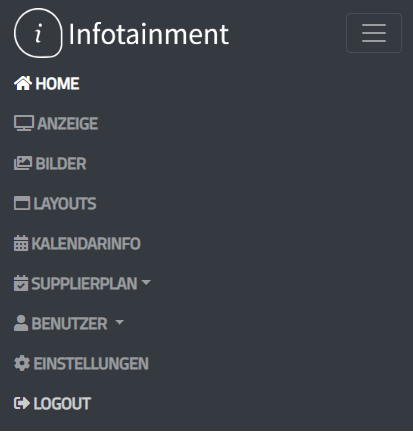 i Infotainment
HOME
ANZEIGE
BILDER
LAYOUTS
KALENDARINFO
SUPPLIERPLAN
BENUTZER
EINSTELLUNGEN
LOGOUT